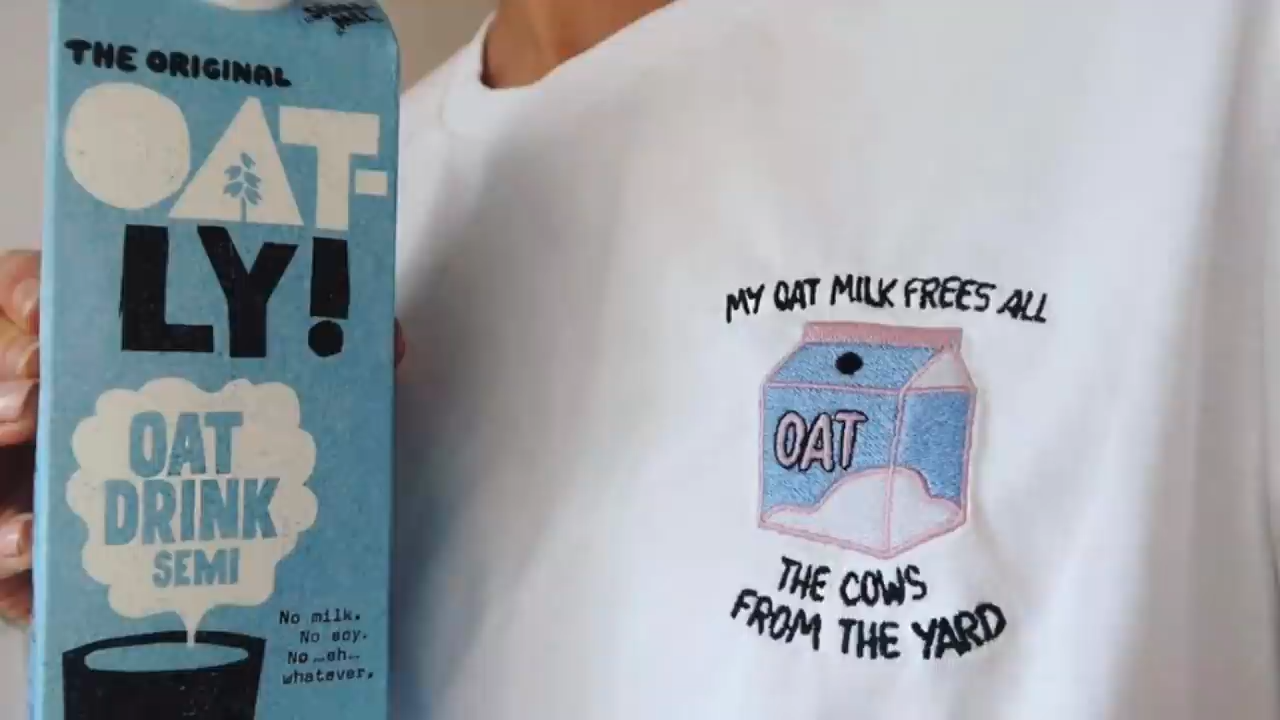 THE ORIGINAL
OAT-
LY!
OAT
DRINK
SEMI
No milk.
No soy.
No …eh…
whatever.
MY OAT MILK FREES ALL
OAT
THE COWS
FROM THE YARD